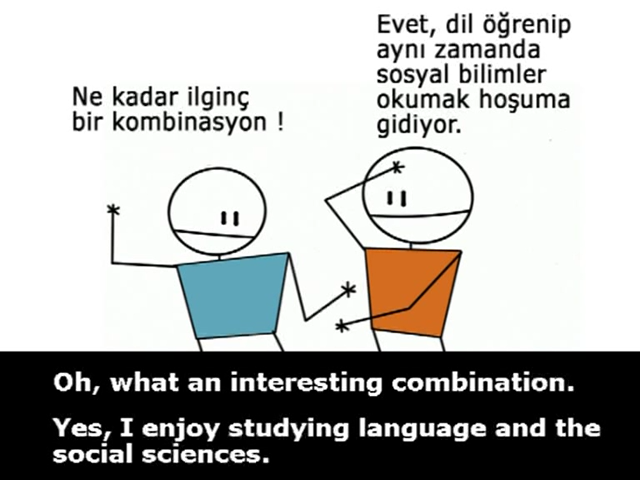 Ne kadar ilginç
bir kombinasyon !
Evet, dil öğrenip
aynı zamanda
sosyal bilimler
okumak hoşuma
gidiyor.
Oh, what an interesting combination.
Yes, I enjoy studying language and the
social sciences.